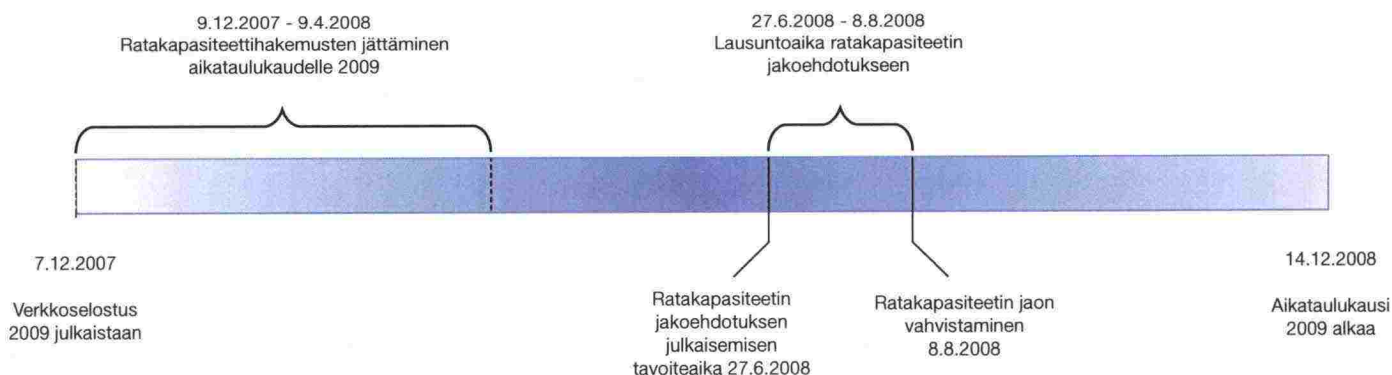 9.12.2007 - 9.4.2008
Ratakapasiteettihakemusten jättäminen
aikataulukaudelle 2009
27.6.2008 - 8.8.2008
Lausuntoaika ratakapasiteetin
jakoehdotukseen
7.12.2007
Verkkoselostus
2009 julkaistaan
Ratakapasiteetin
jakoehdotuksen
julkaisemisen
tavoiteaika 27.6.2008
Ratakapasiteetin jaon
vahvistaminen
8.8.2008
14.12.2008
Aikataulukausi
2009 alkaa